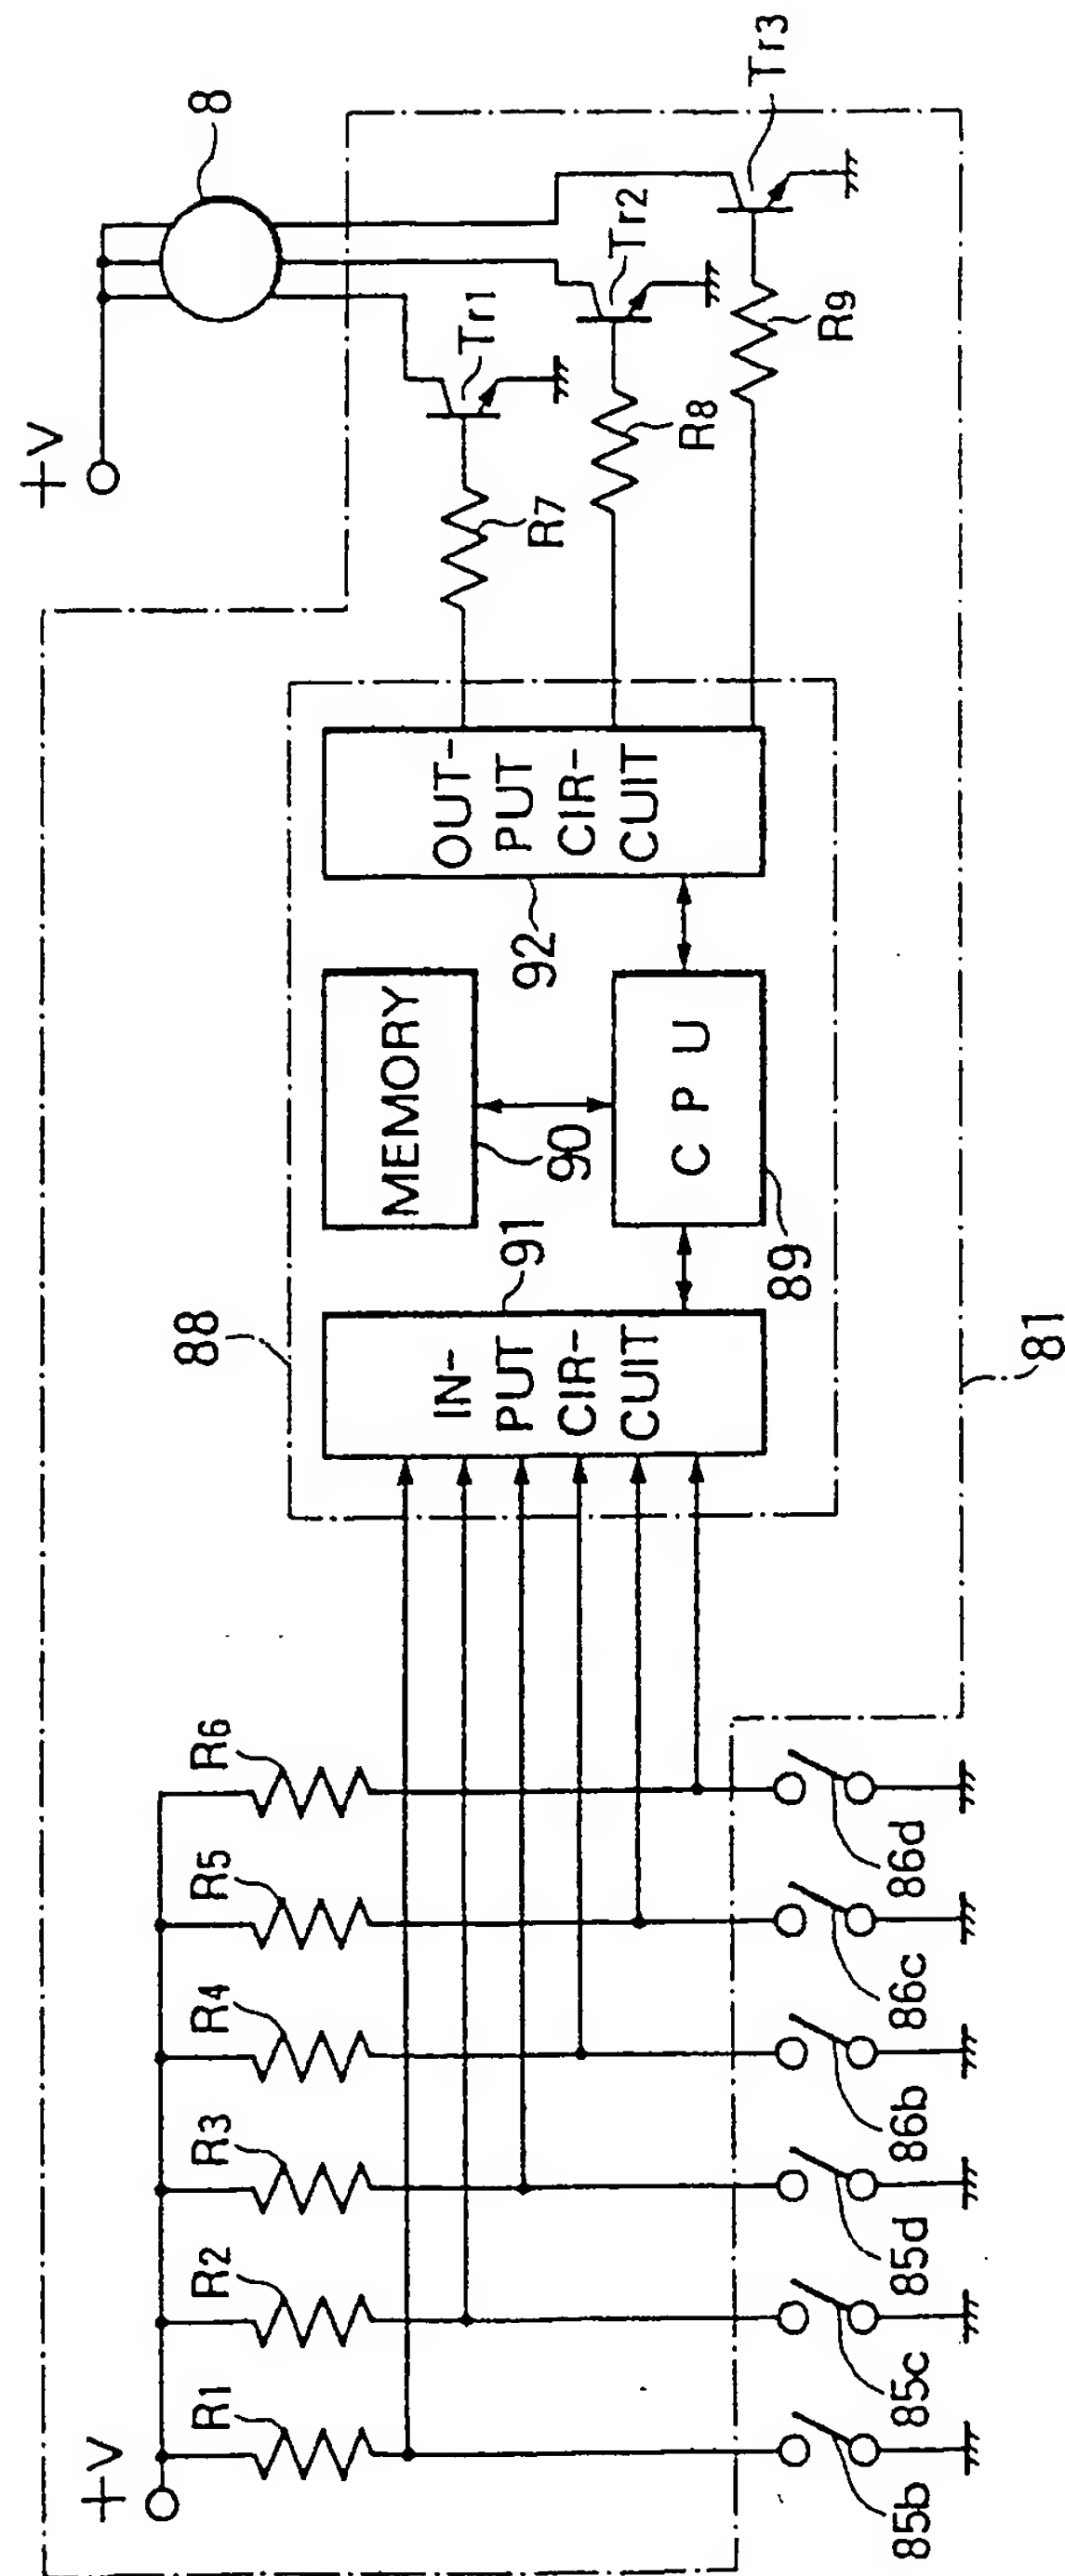 +V
R1
R2
R3
R4
R5
R6
85b
85c
85d
86b
86c
86d
88
IN-
PUT
CIR-
CUIT
91
MEMORY
90
C P U
89
OUT-
PUT
CIR-
CUIT
92
81
R7
R8
R9
Tr1
Tr2
Tr3
+V
8